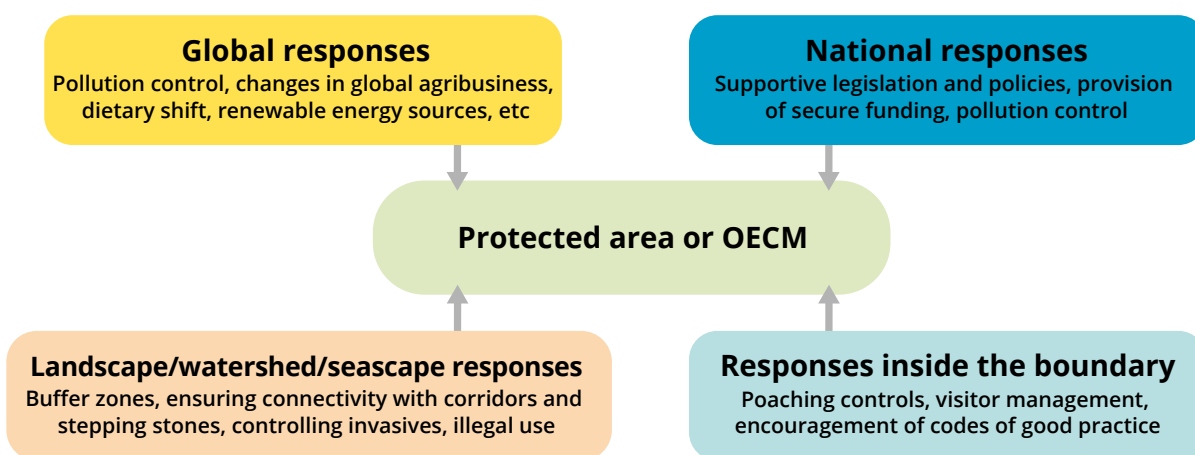 Global responses
Pollution control, changes in global agribusiness,
dietary shift, renewable energy sources, etc
National responses
Supportive legislation and policies, provision
of secure funding, pollution control
Protected area or OECM
Landscape/watershed/seascape responses
Buffer zones, ensuring connectivity with corridors and
stepping stones, controlling invasives, illegal use
Responses inside the boundary
Poaching controls, visitor management,
encouragement of codes of good practice